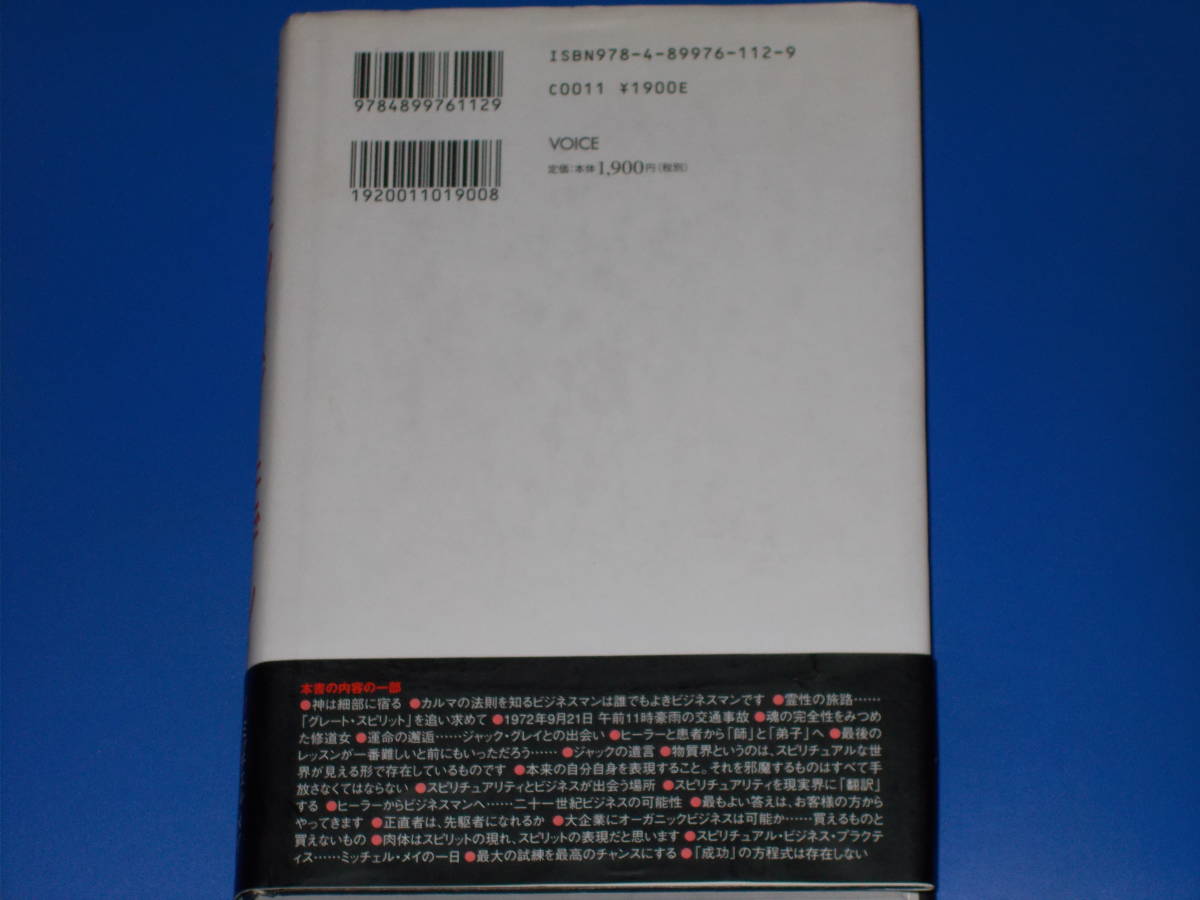 ISBN978-4-89976-112-9
C0011 ¥1900E
9784899761129
VOICE
定価:本体1,900円(税別)
1920011019008
本書の内容の一部
●神は細部に宿る ●カルマの法則を知るビジネスマンは誰でもよきビジネスマンです ●霊性の旅路……
「グレート・スピリット」を追い求めて ●1972年9月21日 午前11時豪雨の交通事故 ●魂の完全性をみつめ
た修道女 ●運命の邂逅……ジャック・グレイとの出会い ●ヒーラーと患者から「師」と「弟子」へ ●最後の
レッスンが一番難しいと前にもいっただろう…… ●ジャックの遺言 ●物質界というのは、スピリチュアルな世
界が見える形で存在しているものです ●本来の自分自身を表現すること。それを邪魔するものはすべて手
放さなくてはならない ●スピリチュアリティとビジネスが出会う場所 ●スピリチュアリティを現実界に「翻訳」
する ●ヒーラーからビジネスマンへ……二十一世紀ビジネスの可能性 ●最もよい答えは、お客様の方から
やってきます ●正直者は、先駆者になれるか ●大企業にオーガニックビジネスは可能か……買えるものと
買えないもの ●肉体はスピリットの現れ、スピリットの表現だと思います ●スピリチュアル・ビジネス・プラクテ
ィス……ミッチェル・メイの一日 ●最大の試練を最高のチャンスにする ●「成功」の方程式は存在しない